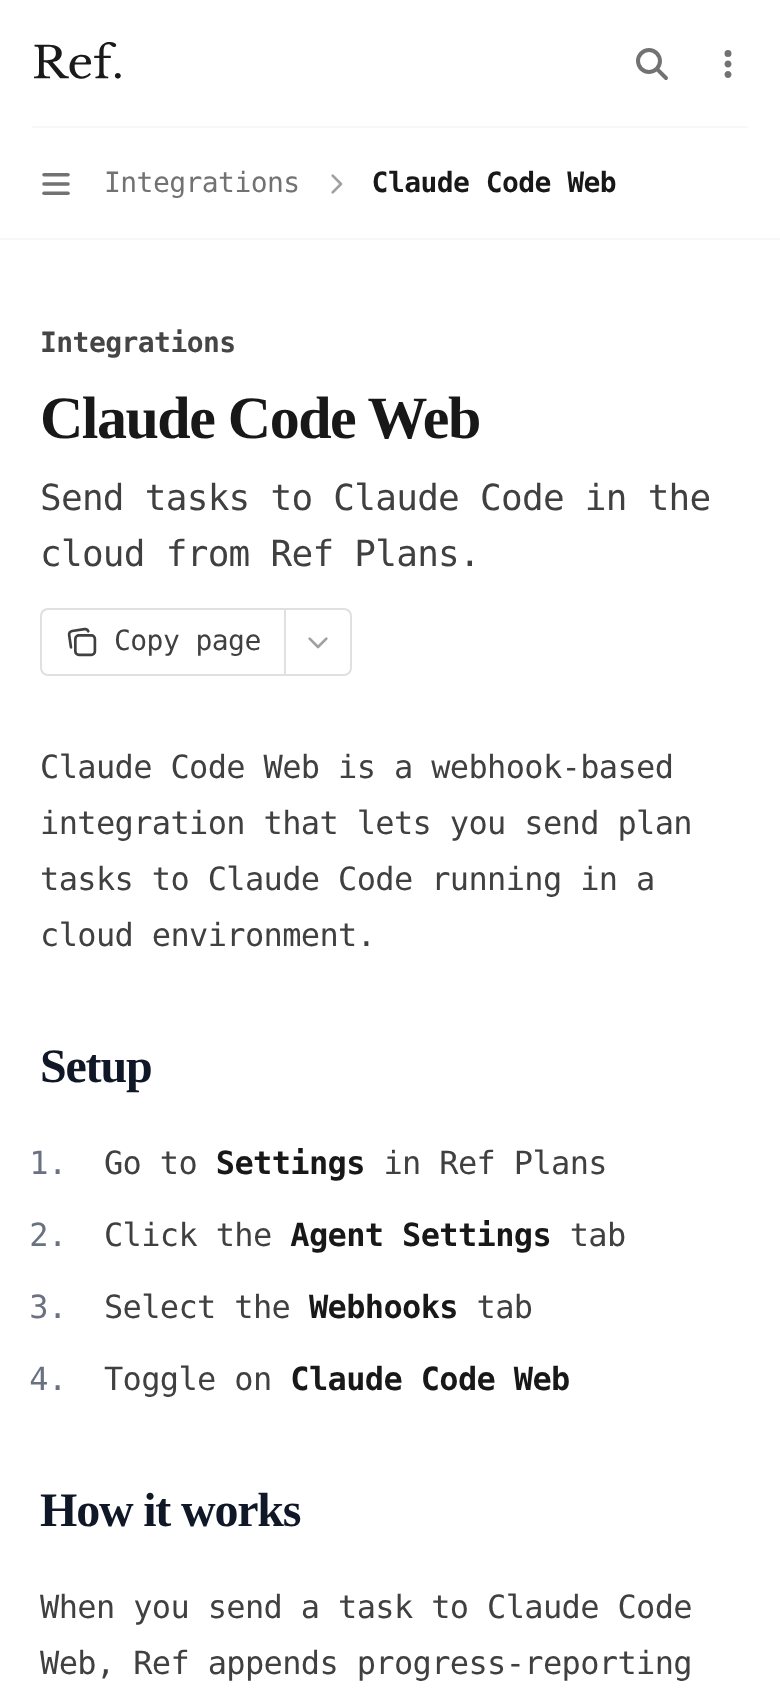 Ref.
Integrations > Claude Code Web
Integrations
Claude Code Web
Send tasks to Claude Code in the
cloud from Ref Plans.
Copy page
Claude Code Web is a webhook-based
integration that lets you send plan
tasks to Claude Code running in a
cloud environment.
Setup
1. Go to Settings in Ref Plans
2. Click the Agent Settings tab
3. Select the Webhooks tab
4. Toggle on Claude Code Web
How it works
When you send a task to Claude Code
Web, Ref appends progress-reporting